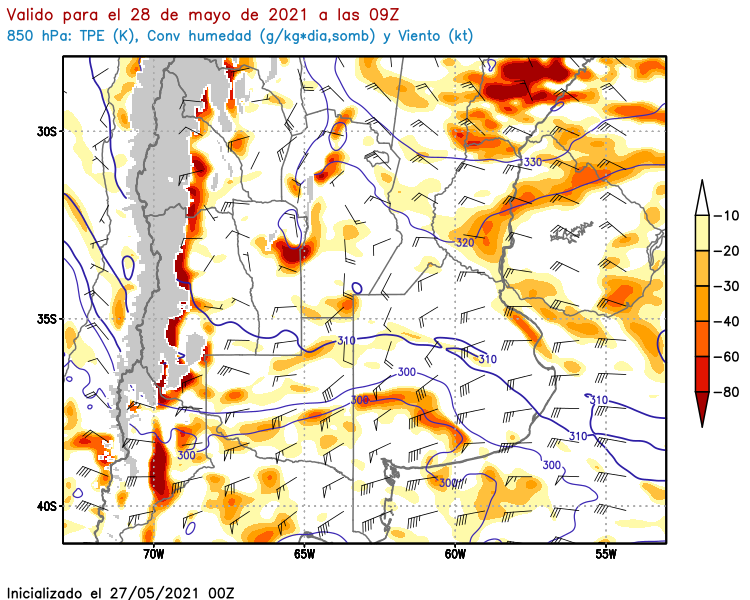 Valido para el 28 de mayo de 2021 a las 09Z
850 hPa: TPE (K), Conv humedad (g/kg*dia,somb) y Viento (kt)
30S
35S
40S
70W
65W
60W
55W
330
320
310
310
300
300
310
310
300
300
300
-10
-20
-30
-40
-60
-80
Inicializado el 27/05/2021 00Z